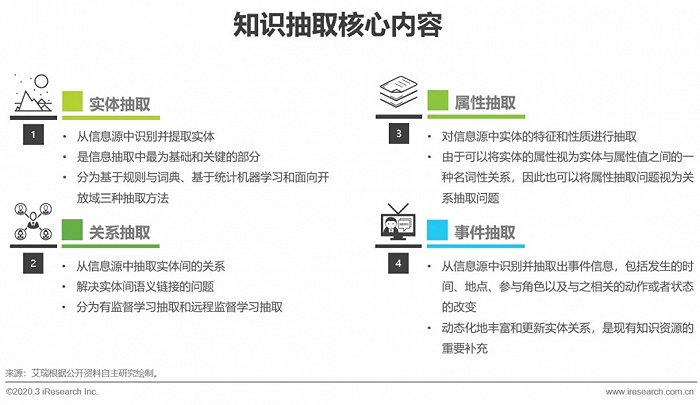 知识抽取核心内容
实体抽取
1
• 从信息源中识别并提取实体
• 是信息抽取中最为基础和关键的部分
• 分为基于规则与词典、基于统计机器学习和面向开
放域三种抽取方法
关系抽取
2
• 从信息源中抽取实体间的关系
• 解决实体间语义链接的问题
• 分为有监督学习抽取和远程监督学习抽取
属性抽取
3
• 对信息源中实体的特征和性质进行抽取
• 由于可以将实体的属性视为实体与属性值之间的一
种名词性关系，因此也可以将属性抽取问题视为关
系抽取问题
事件抽取
4
• 从信息源中识别并抽取出事件信息，包括发生的时
间、地点、参与角色以及与之相关的动作或者状态
的改变
• 动态化地丰富和更新实体关系，是现有知识资源的
重要补充
来源：艾瑞根据公开资料自主研究绘制。
©2020.3 iResearch Inc.
www.iresearch.com.cn